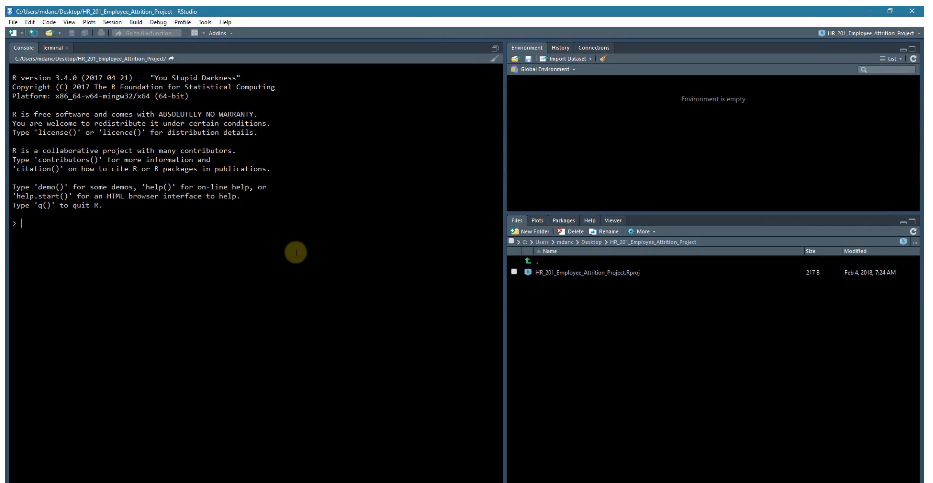 C:/Users/mdanc/Desktop/HR_201_Employee_Attrition_Project - RStudio
File Edit Code View Plots Session Build Debug Profile Tools Help
Go to file/function Addins HR_201_Employee_Attrition_Project
Console Terminal
C:/Users/mdanc/Desktop/HR_201_Employee_Attrition_Project/
R version 3.4.0 (2017-04-21) "You Stupid Darkness"
Copyright (C) 2017 The R Foundation for Statistical Computing
Platform: x86_64-w64-mingw32/x64 (64-bit)
R is free software and comes with ABSOLUTELY NO WARRANTY.
You are welcome to redistribute it under certain conditions.
Type 'license()' or 'licence()' for distribution details.
R is a collaborative project with many contributors.
Type 'contributors()' for more information and
'citation()' on how to cite R or R packages in publications.
Type 'demo()' for some demos, 'help()' for on-line help, or
'help.start()' for an HTML browser interface to help.
Type 'q()' to quit R.
>
Environment History Connections
Import Dataset List
Global Environment
Environment is empty
Files Plots Packages Help Viewer
New Folder Delete Rename More
C: > Users > mdanc > Desktop > HR_201_Employee_Attrition_Project
Name Size Modified
..
HR_201_Employee_Attrition_Project.Rproj 217 B Feb 4, 2018, 7:24 AM